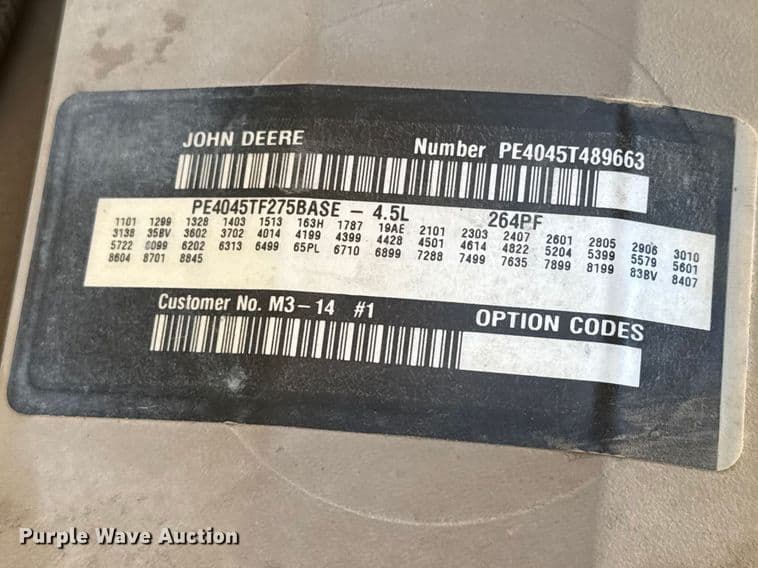 JOHN DEERE Number PE4045T489663
PE4045TF275BASE - 4.5L 264PF
1101 1299 1328 1403 1513 163H 1787 19AE 2101 2303 2407 2601 2805 2906 3010
3138 35BV 3602 3702 4014 4199 4399 4428 4501 4614 4822 5204 5399 5579 5601
5722 6099 6202 6313 6499 65PL 6710 6899 7288 7499 7635 7899 8199 83BV 8407
8604 8701 8845
Customer No. M3-14 #1 OPTION CODES
Purple Wave Auction